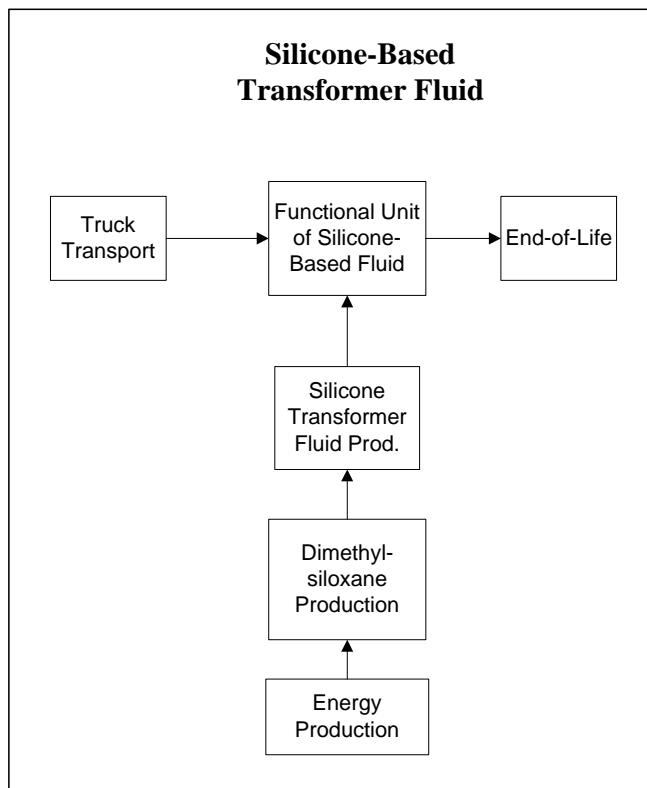 Silicone-Based
Transformer Fluid
Truck
Transport
Functional Unit
of Silicone-
Based Fluid
End-of-Life
Silicone
Transformer
Fluid Prod.
Dimethyl-
siloxane
Production
Energy
Production